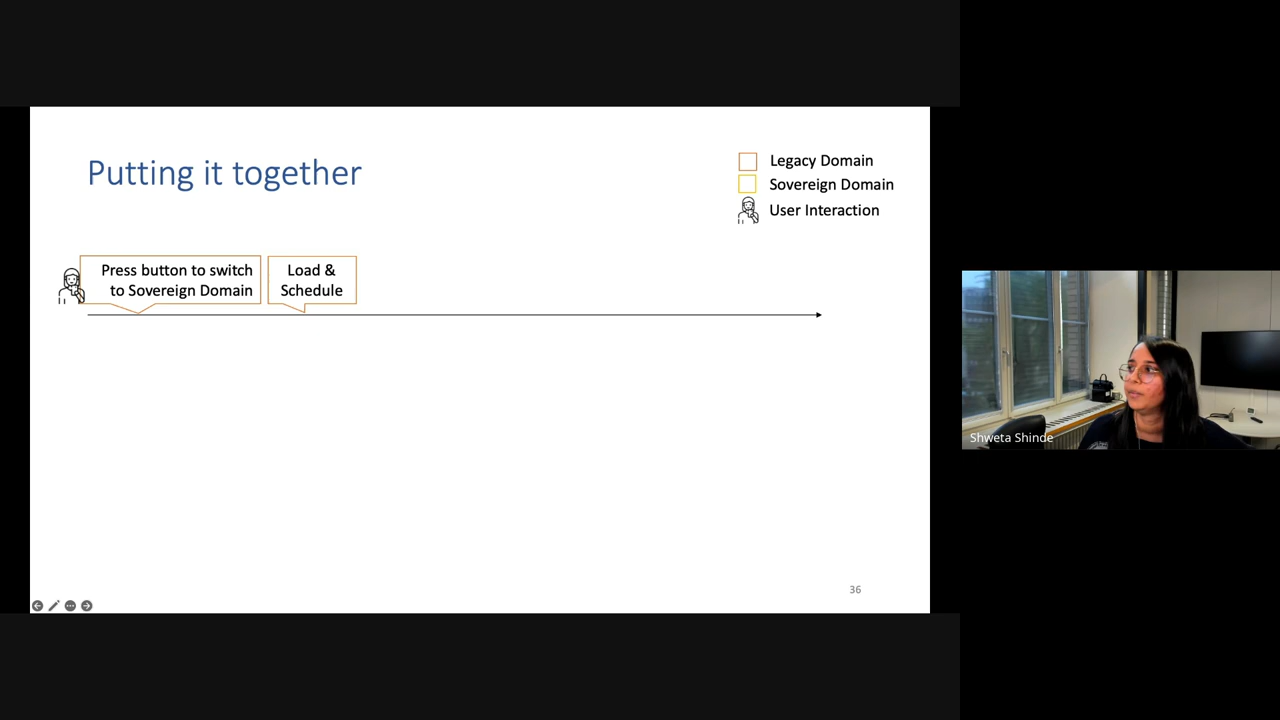 Putting it together
Legacy Domain
Sovereign Domain
User Interaction
Press button to switch
to Sovereign Domain
Load &
Schedule
36
Shweta Shinde